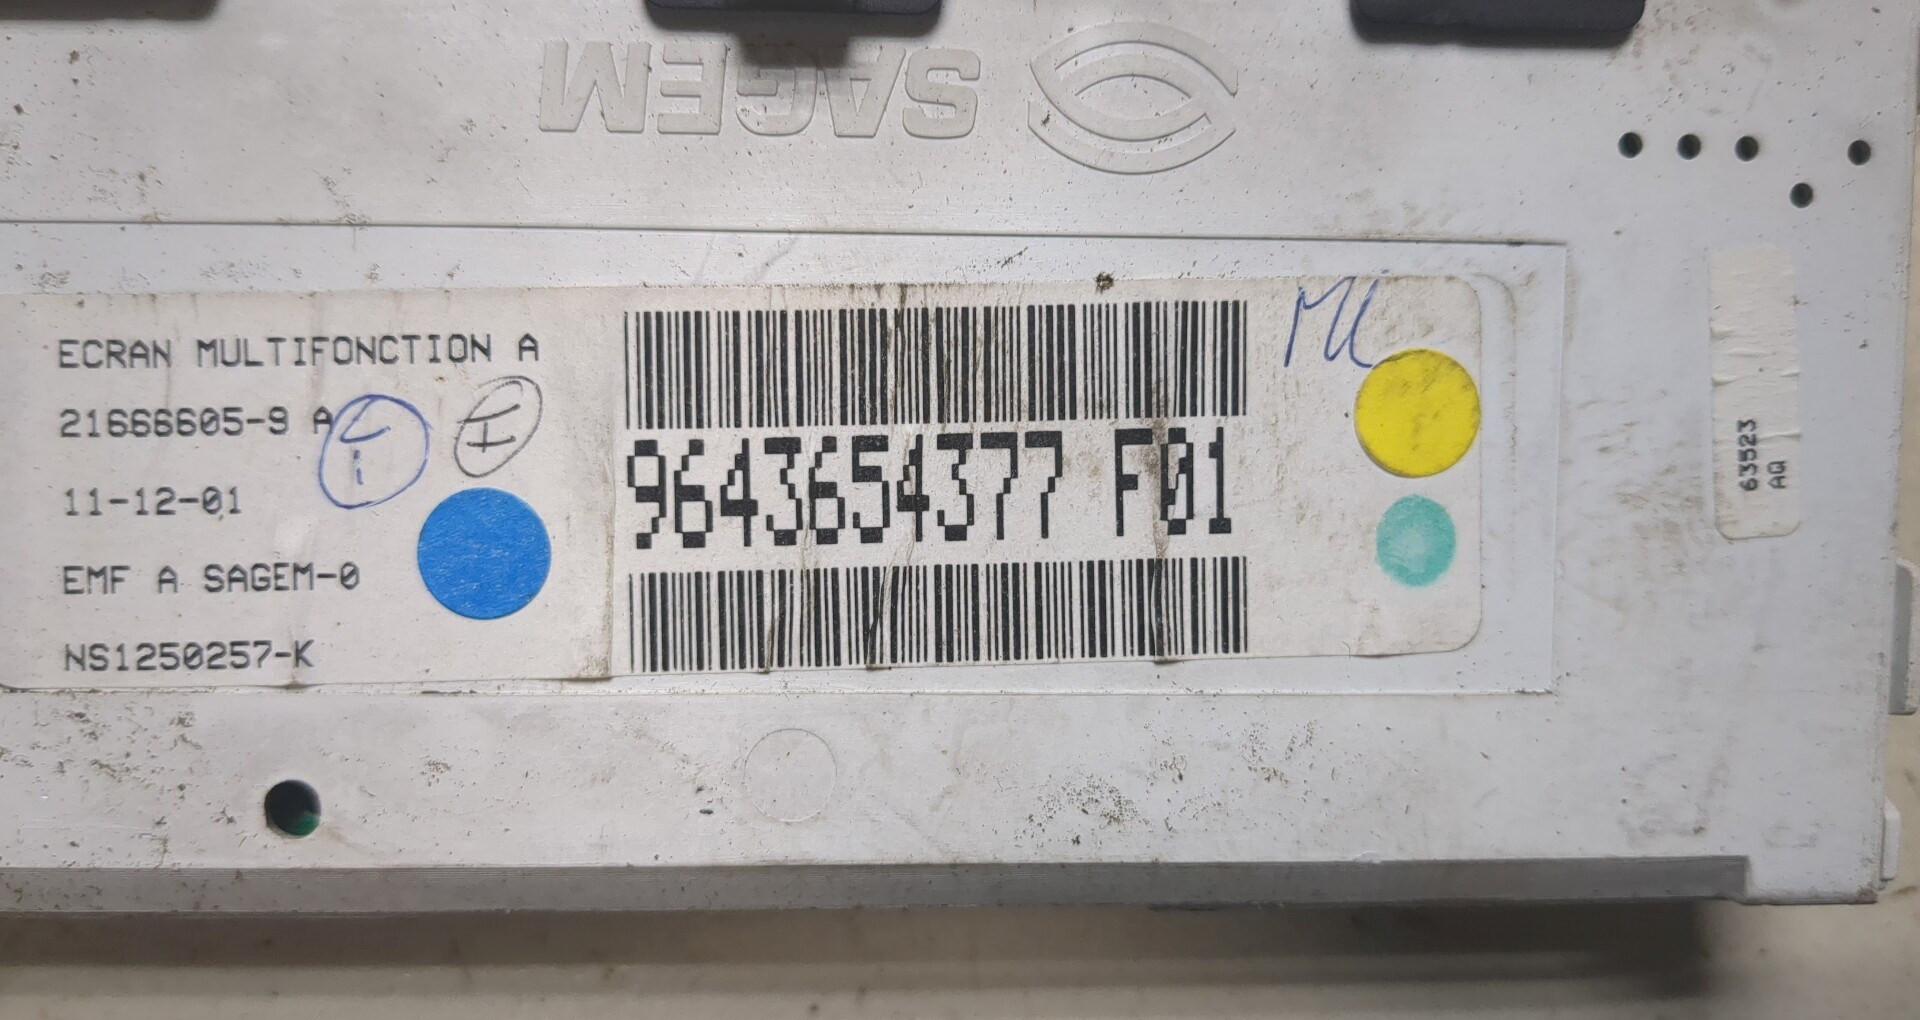 SAGEM
ECRAN MULTIFONCTION A
21666605-9 A
11-12-01
EMF A SAGEM-0
NS1250257-K
9643654377 F01
63523
AQ